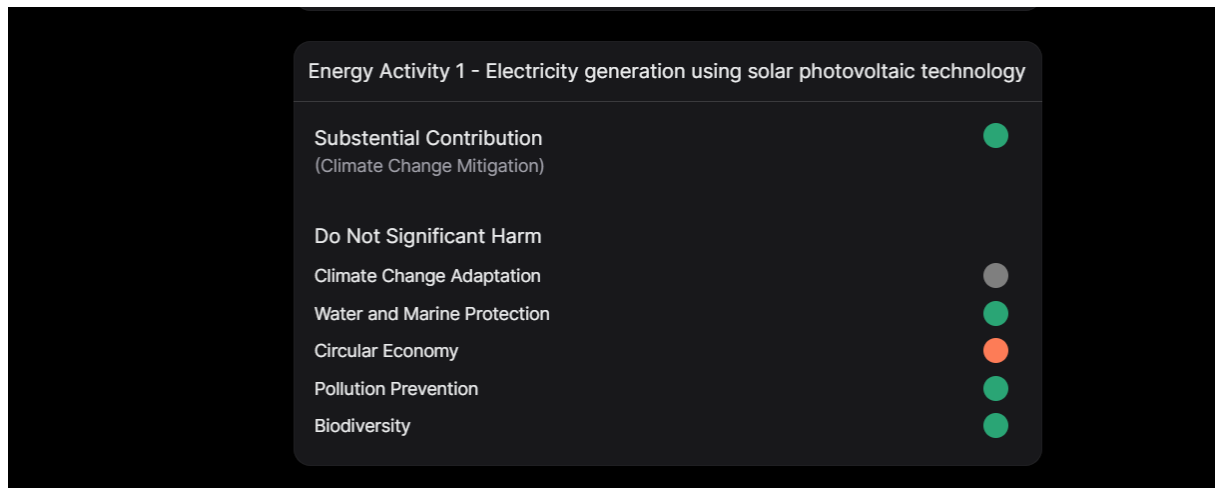 Energy Activity 1 - Electricity generation using solar photovoltaic technology
Substential Contribution
(Climate Change Mitigation)
Do Not Significant Harm
Climate Change Adaptation
Water and Marine Protection
Circular Economy
Pollution Prevention
Biodiversity